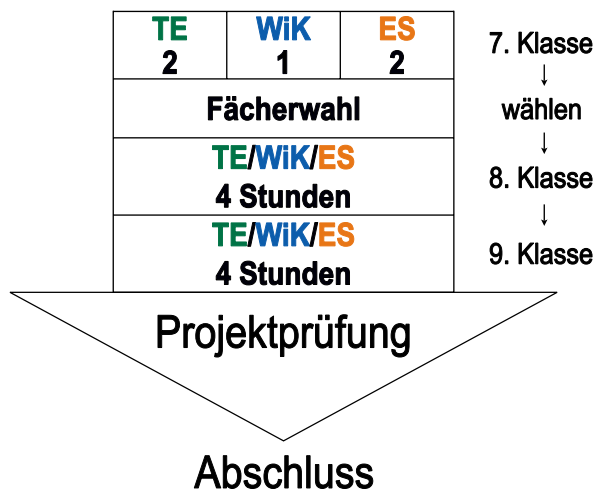 TE WiK ES 7. Klasse
2 1 2
Fächerwahl wählen
TE/WiK/ES 8. Klasse
4 Stunden
TE/WiK/ES 9. Klasse
4 Stunden
Projektprüfung
Abschluss